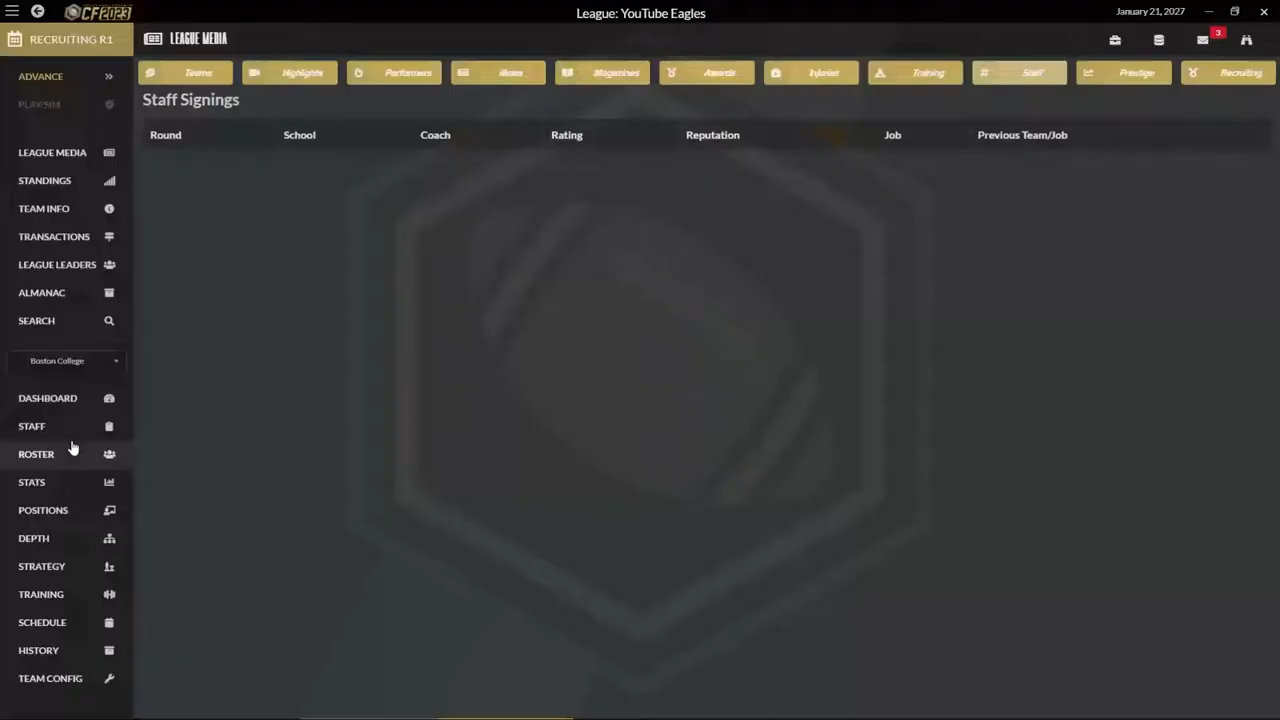 CF2023
League: YouTube Eagles
January 21, 2027
RECRUITING R1
LEAGUE MEDIA
3
ADVANCE
PLAY/SIM
Teams
Highlights
Performers
News
Magazines
Awards
Injuries
Training
Staff
Prestige
Recruiting
Staff Signings
Round
School
Coach
Rating
Reputation
Job
Previous Team/Job
LEAGUE MEDIA
STANDINGS
TEAM INFO
TRANSACTIONS
LEAGUE LEADERS
ALMANAC
SEARCH
Boston College
DASHBOARD
STAFF
ROSTER
STATS
POSITIONS
DEPTH
STRATEGY
TRAINING
SCHEDULE
HISTORY
TEAM CONFIG